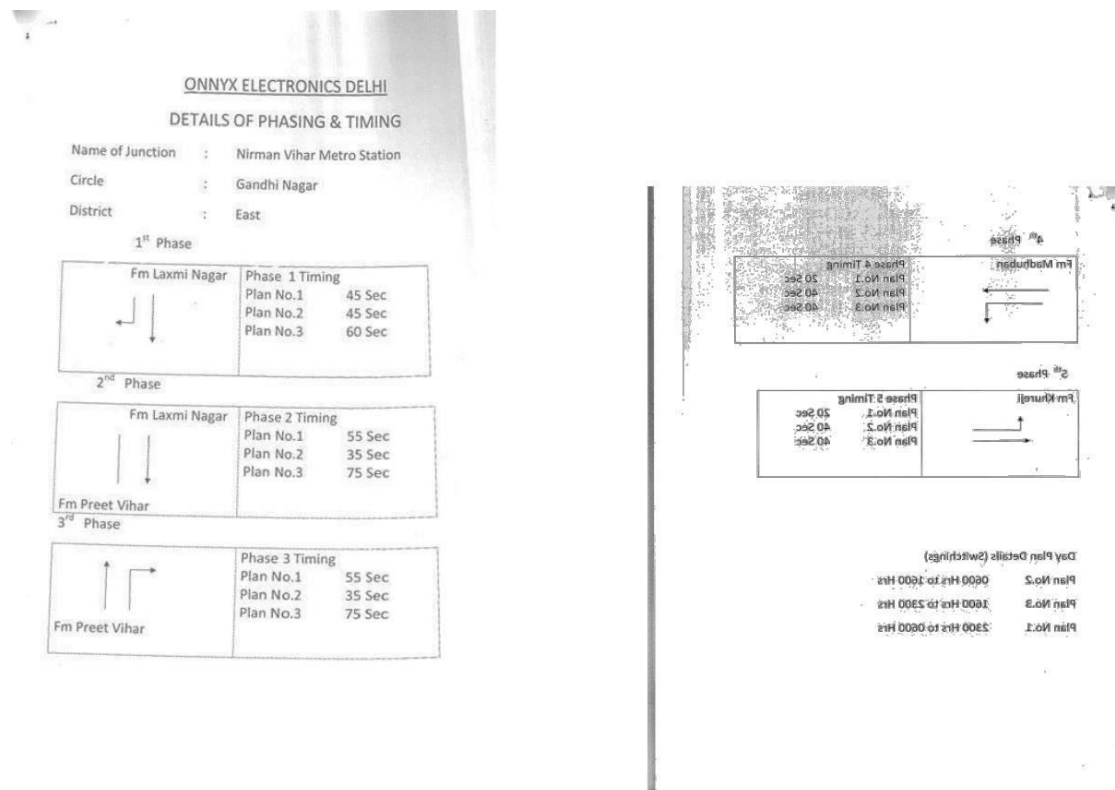 ONNYX ELECTRONICS DELHI
DETAILS OF PHASING & TIMING
Name of Junction : Nirman Vihar Metro Station
Circle : Gandhi Nagar
District : East
1st Phase
Fm Laxmi Nagar
Phase 1 Timing
Plan No.1 45 Sec
Plan No.2 45 Sec
Plan No.3 60 Sec
2nd Phase
Fm Laxmi Nagar
Fm Preet Vihar
Phase 2 Timing
Plan No.1 55 Sec
Plan No.2 35 Sec
Plan No.3 75 Sec
3rd Phase
Fm Preet Vihar
Phase 3 Timing
Plan No.1 55 Sec
Plan No.2 35 Sec
Plan No.3 75 Sec
4th Phase
Fm Madhuban
Phase 4 Timing
Plan No.1 20 Sec
Plan No.2 40 Sec
Plan No.3 40 Sec
5th Phase
Fm Khureji
Phase 5 Timing
Plan No.1 20 Sec
Plan No.2 40 Sec
Plan No.3 40 Sec
Day Plan Details (Switchings)
Plan No.2 0600 Hrs to 1600 Hrs
Plan No.3 1600 Hrs to 2300 Hrs
Plan No.1 2300 Hrs to 0600 Hrs